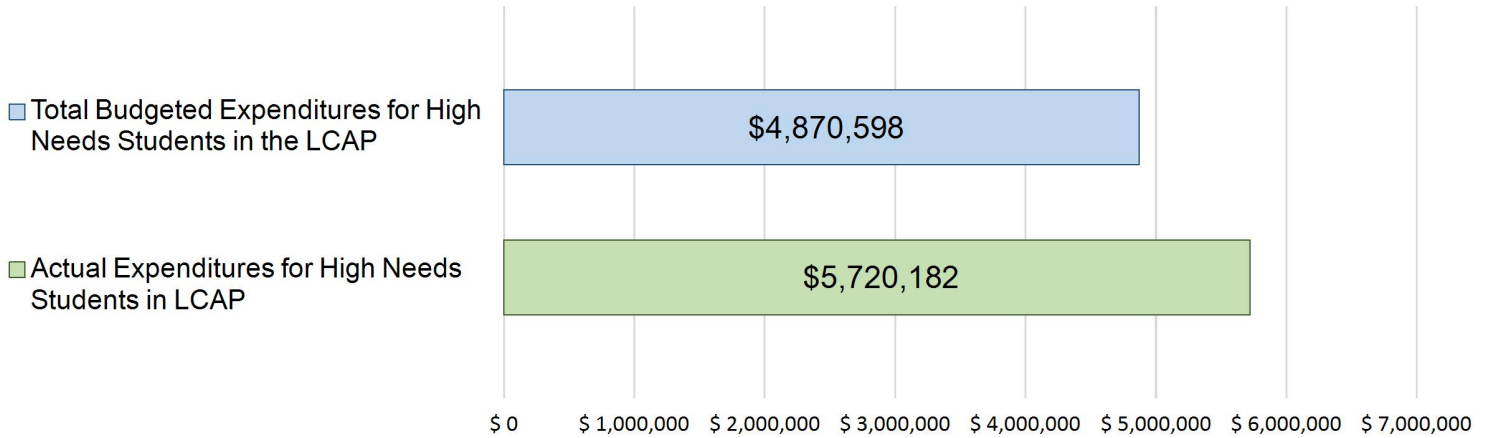 Total Budgeted Expenditures for High
Needs Students in the LCAP
$4,870,598
Actual Expenditures for High Needs
Students in LCAP
$5,720,182
$ 0 $ 1,000,000 $ 2,000,000 $ 3,000,000 $ 4,000,000 $ 5,000,000 $ 6,000,000 $ 7,000,000